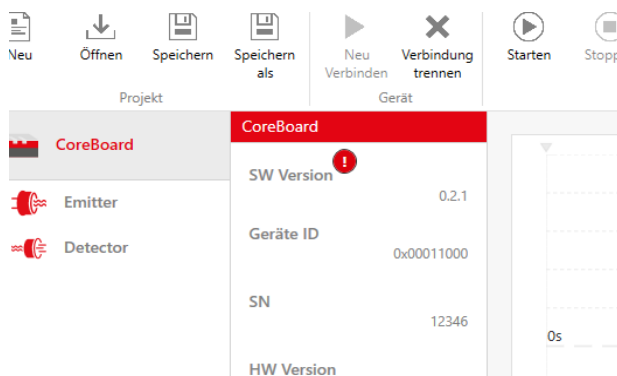 Neu Öffnen Speichern Speichern als Neu Verbinden Verbindung trennen Starten
Projekt Gerät
CoreBoard
Emitter
Detector
CoreBoard
SW Version
!
0.2.1
Geräte ID
0x00011000
SN
12346
HW Version
0s